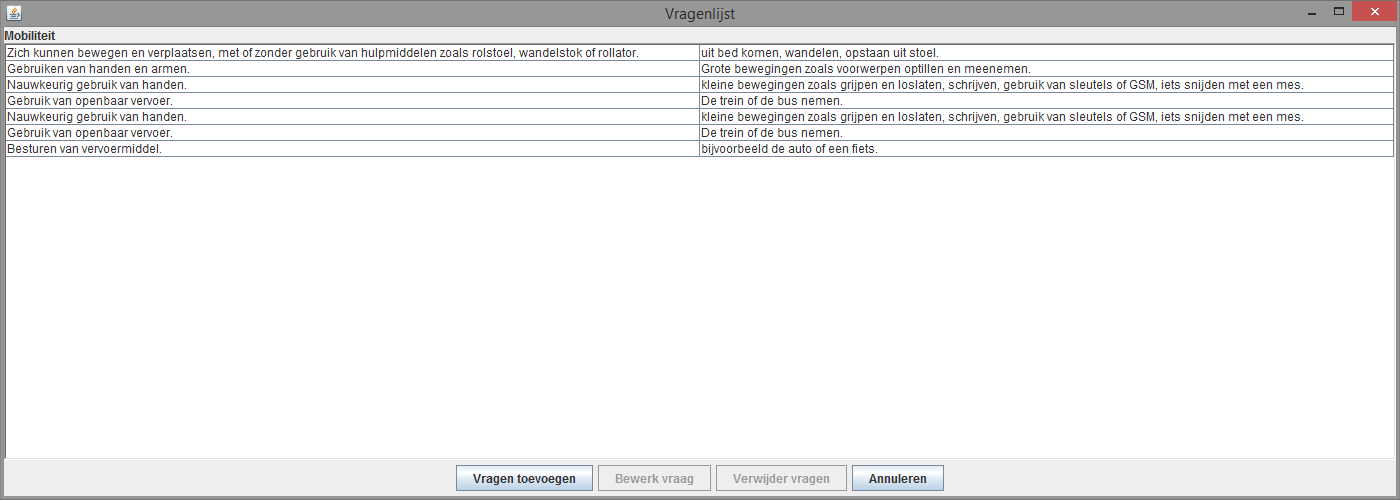 Vragenlijst
Mobiliteit
Zich kunnen bewegen en verplaatsen, met of zonder gebruik van hulpmiddelen zoals rolstoel, wandelstok of rollator. uit bed komen, wandelen, opstaan uit stoel.
Gebruiken van handen en armen. Grote bewegingen zoals voorwerpen optillen en meenemen.
Nauwkeurig gebruik van handen. kleine bewegingen zoals grijpen en loslaten, schrijven, gebruik van sleutels of GSM, iets snijden met een mes.
Gebruik van openbaar vervoer. De trein of de bus nemen.
Nauwkeurig gebruik van handen. kleine bewegingen zoals grijpen en loslaten, schrijven, gebruik van sleutels of GSM, iets snijden met een mes.
Gebruik van openbaar vervoer. De trein of de bus nemen.
Besturen van vervoermiddel. bijvoorbeeld de auto of een fiets.
Vragen toevoegen Bewerk vraag Verwijder vragen Annuleren